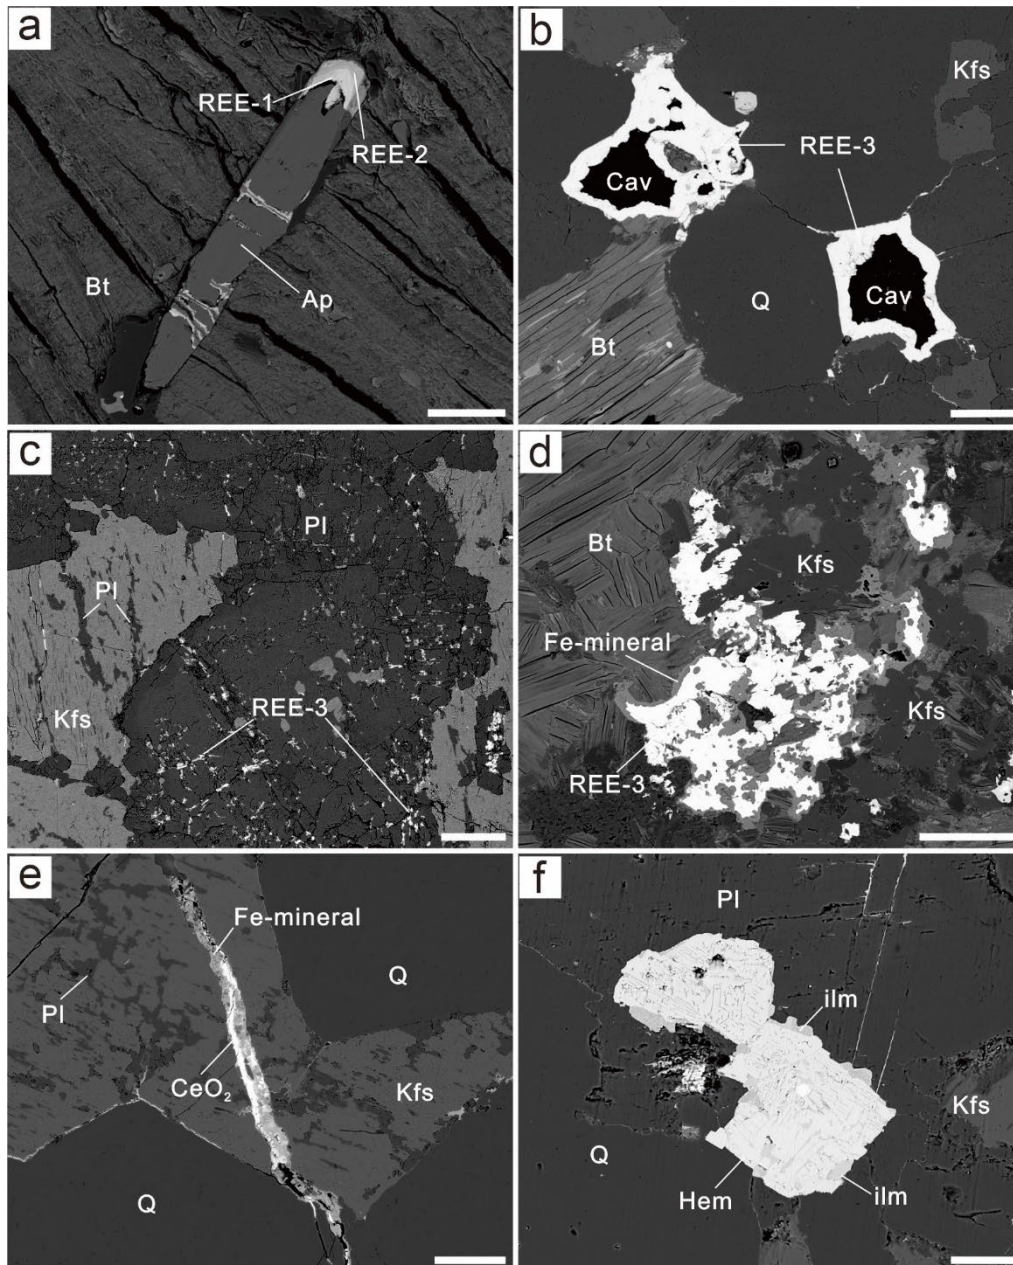 a
REE-1
REE-2
Bt
Ap
b
Kfs
REE-3
Cav
Cav
Q
Bt
c
Pl
Pl
Kfs
REE-3
d
Bt
Kfs
Fe-mineral
Kfs
REE-3
e
Fe-mineral
Q
Pl
CeO₂
Kfs
Q
f
Pl
ilm
Kfs
Q
Hem
ilm